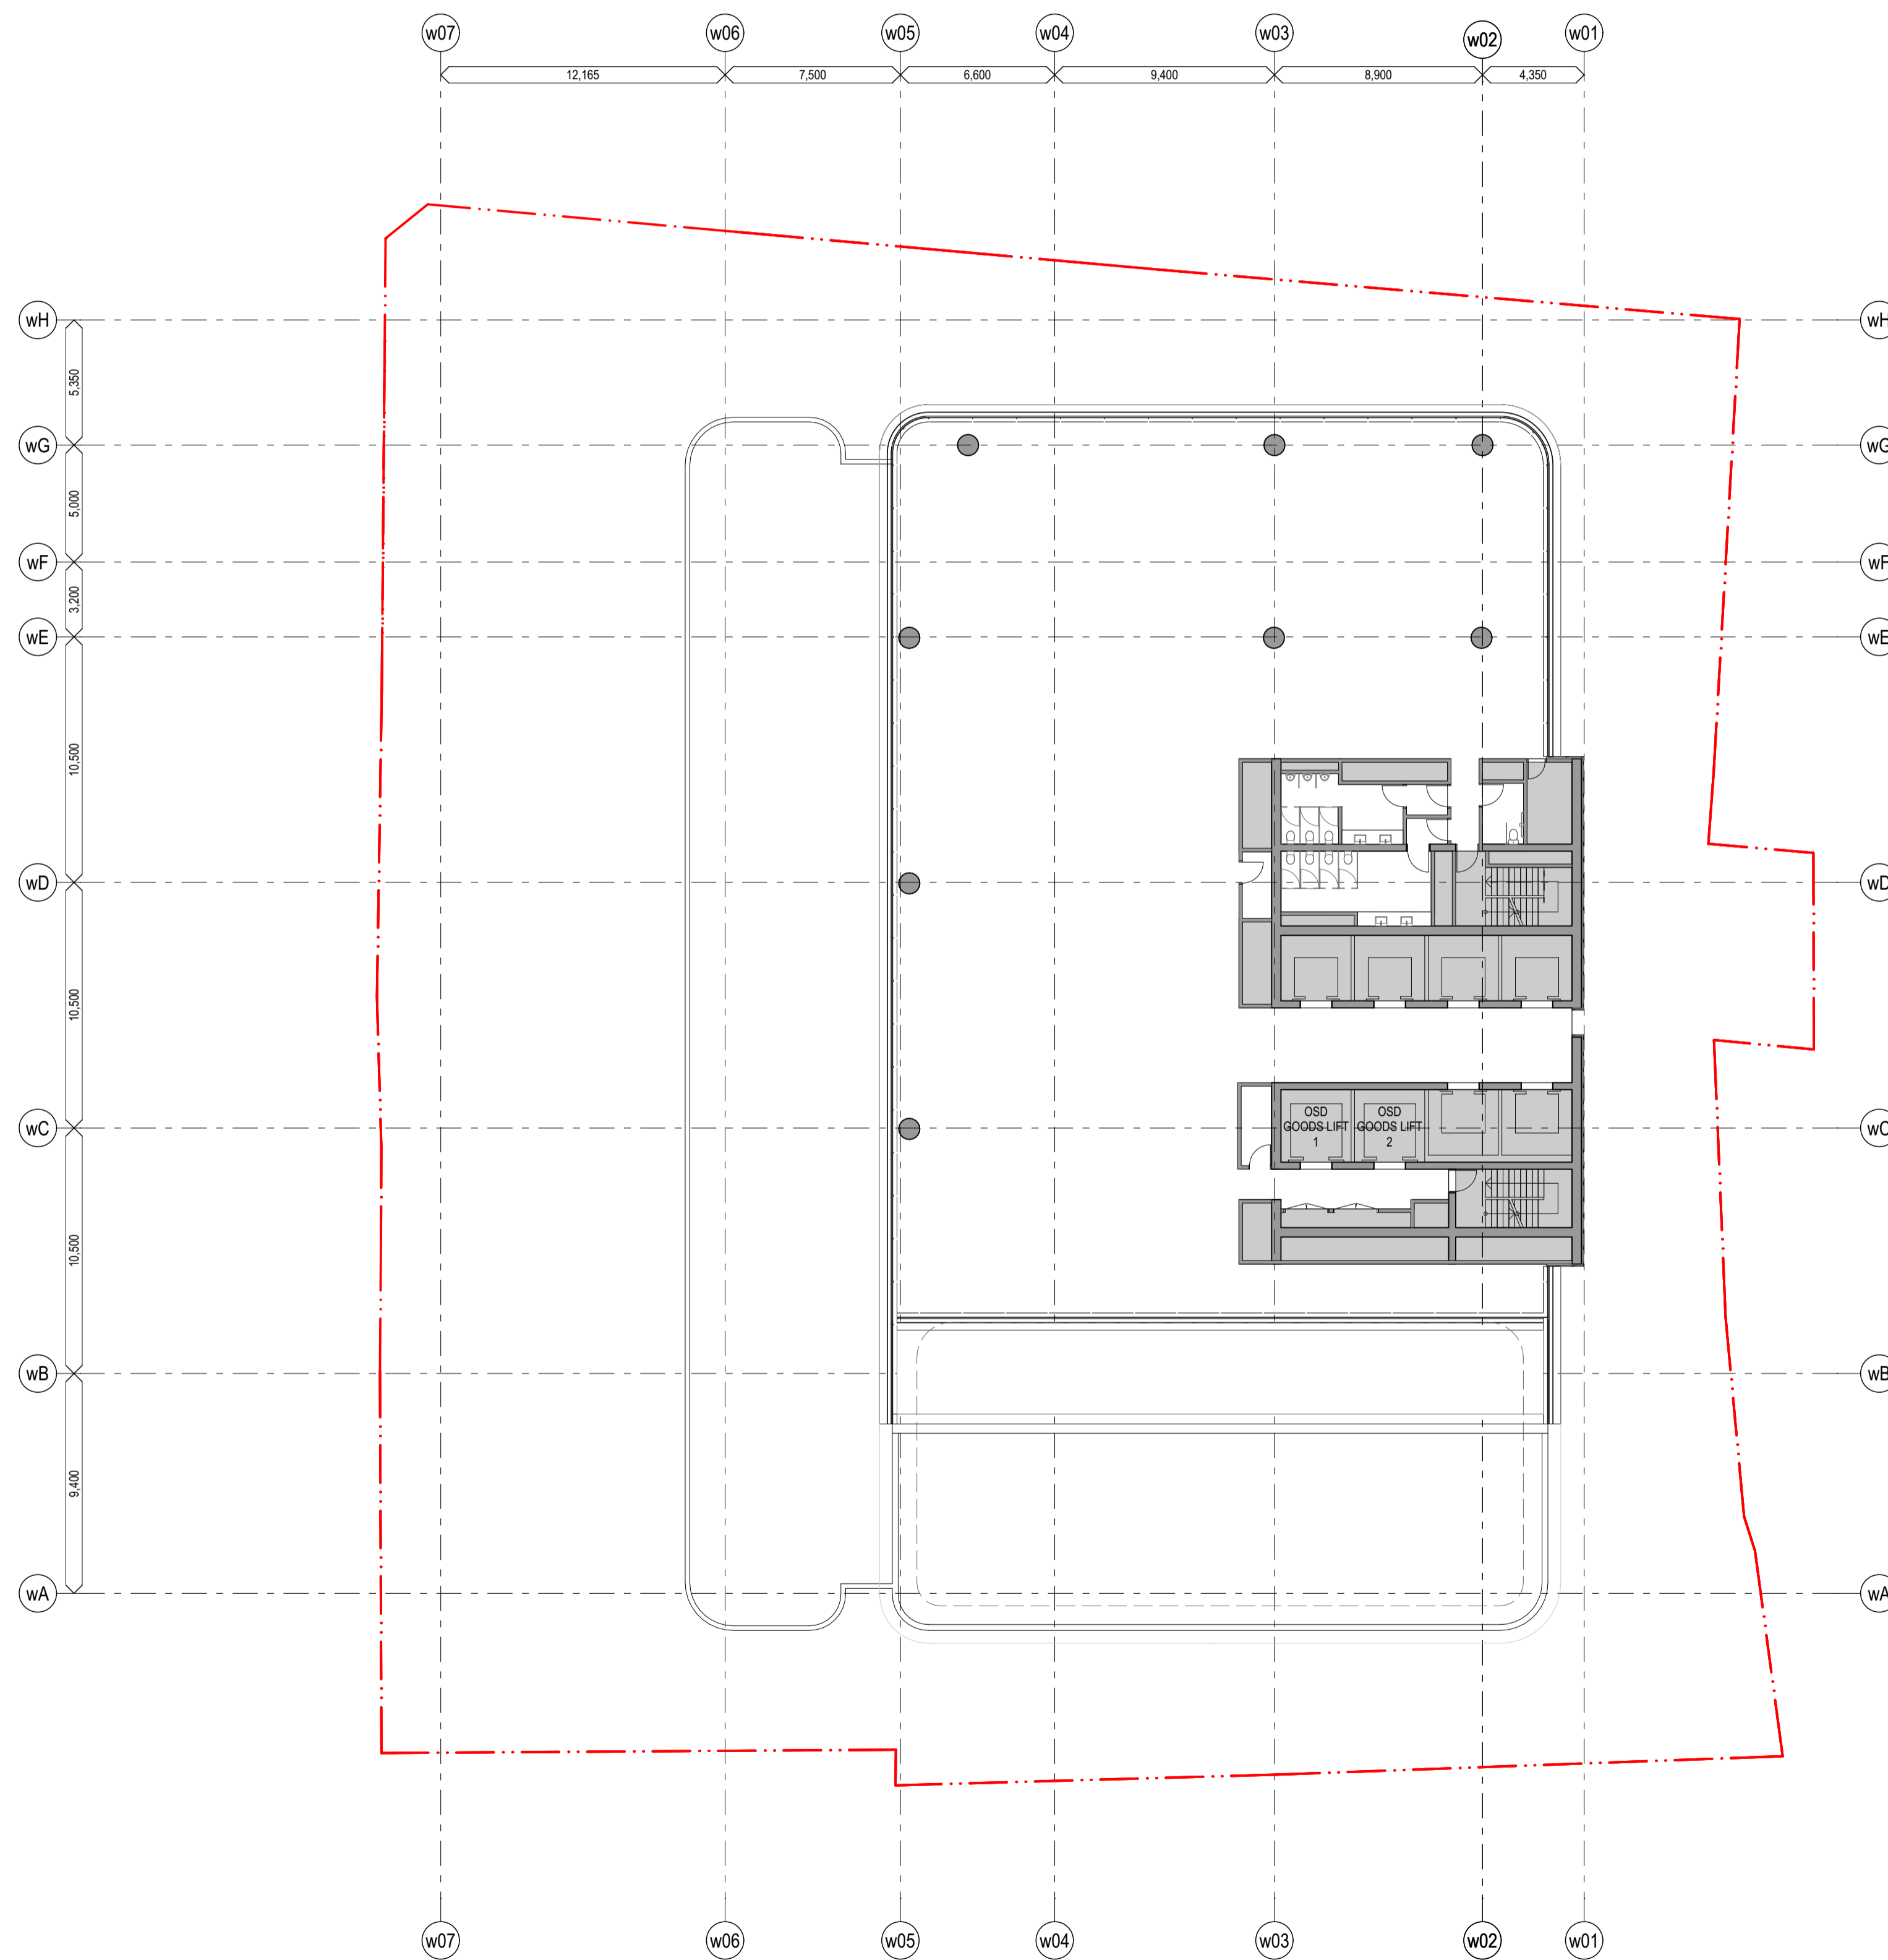 w07
w06
w05
w04
w03
w02
w01
12,165
7,500
6,600
9,400
8,900
4,350
wH
wH
5,350
wG
wG
5,000
wF
wF
3,200
wE
wE
10,500
wD
wD
10,500
OSD
GOODS LIFT
1
OSD
GOODS LIFT
2
wC
wC
10,500
wB
wB
9,400
wA
wA
w07
w06
w05
w04
w03
w02
w01